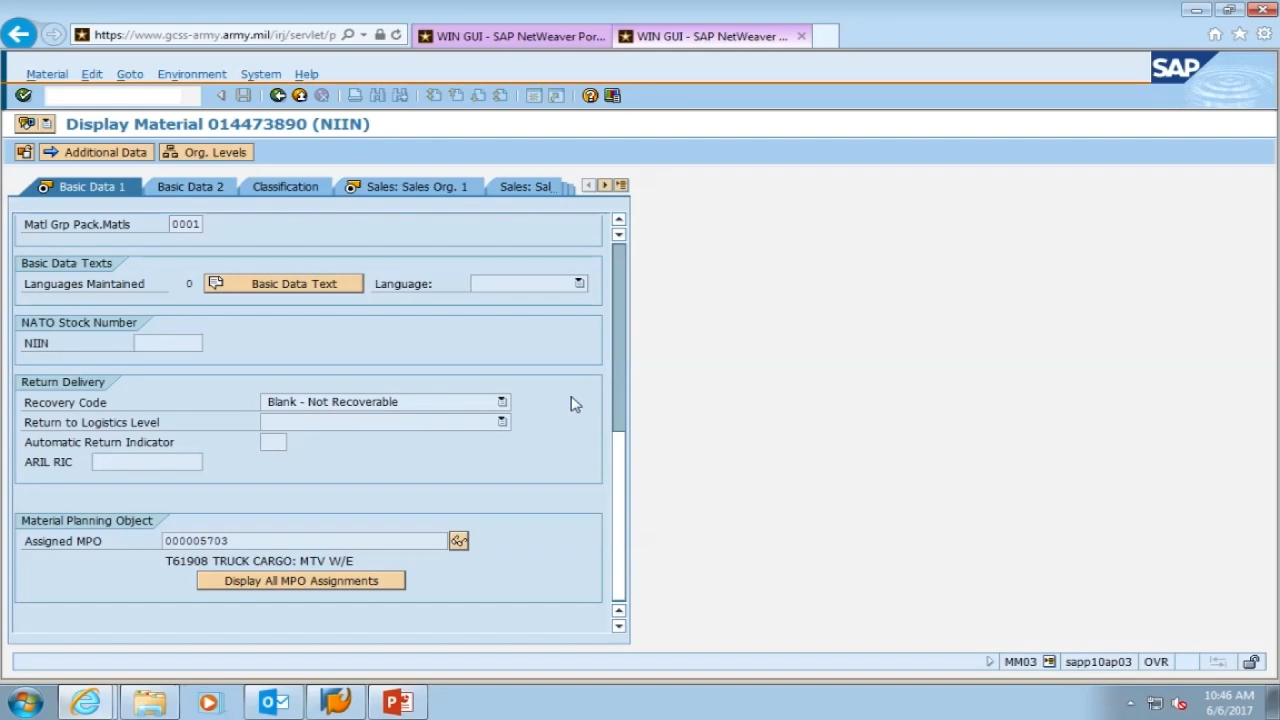 https://www.gcss-army.army.mil/irj/servlet/p
WIN GUI - SAP NetWeaver Por...
WIN GUI - SAP NetWeaver ...
Material Edit Goto Environment System Help
SAP
Display Material 014473890 (NIIN)
Additional Data Org. Levels
Basic Data 1 Basic Data 2 Classification Sales: Sales Org. 1 Sales: Sal...
Matl Grp Pack.Matls 0001
Basic Data Texts
Languages Maintained 0 Basic Data Text Language:
NATO Stock Number
NIIN
Return Delivery
Recovery Code Blank - Not Recoverable
Return to Logistics Level
Automatic Return Indicator
ARIL RIC
Material Planning Object
Assigned MPO 000005703
T61908 TRUCK CARGO: MTV W/E
Display All MPO Assignments
MM03 sapp10ap03 OVR
10:46 AM
6/6/2017